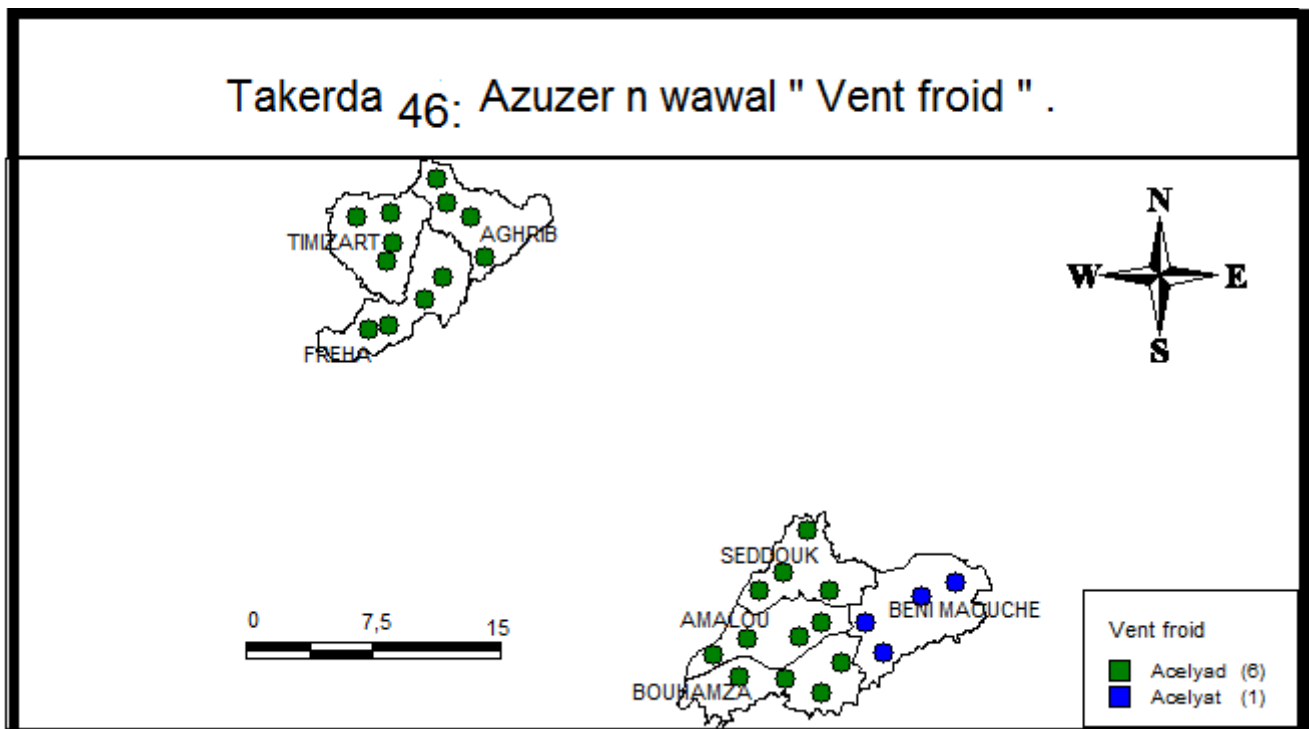 Takerda 46: Azuzer n wawal " Vent froid " .
N
W E
S
TIMIZART
AGHRIB
FREHA
SEDDOUK
BENI MAOUCHE
AMALOU
BOUHAMZA
0 7,5 15
Vent froid
Acelyad (6)
Acelyat (1)